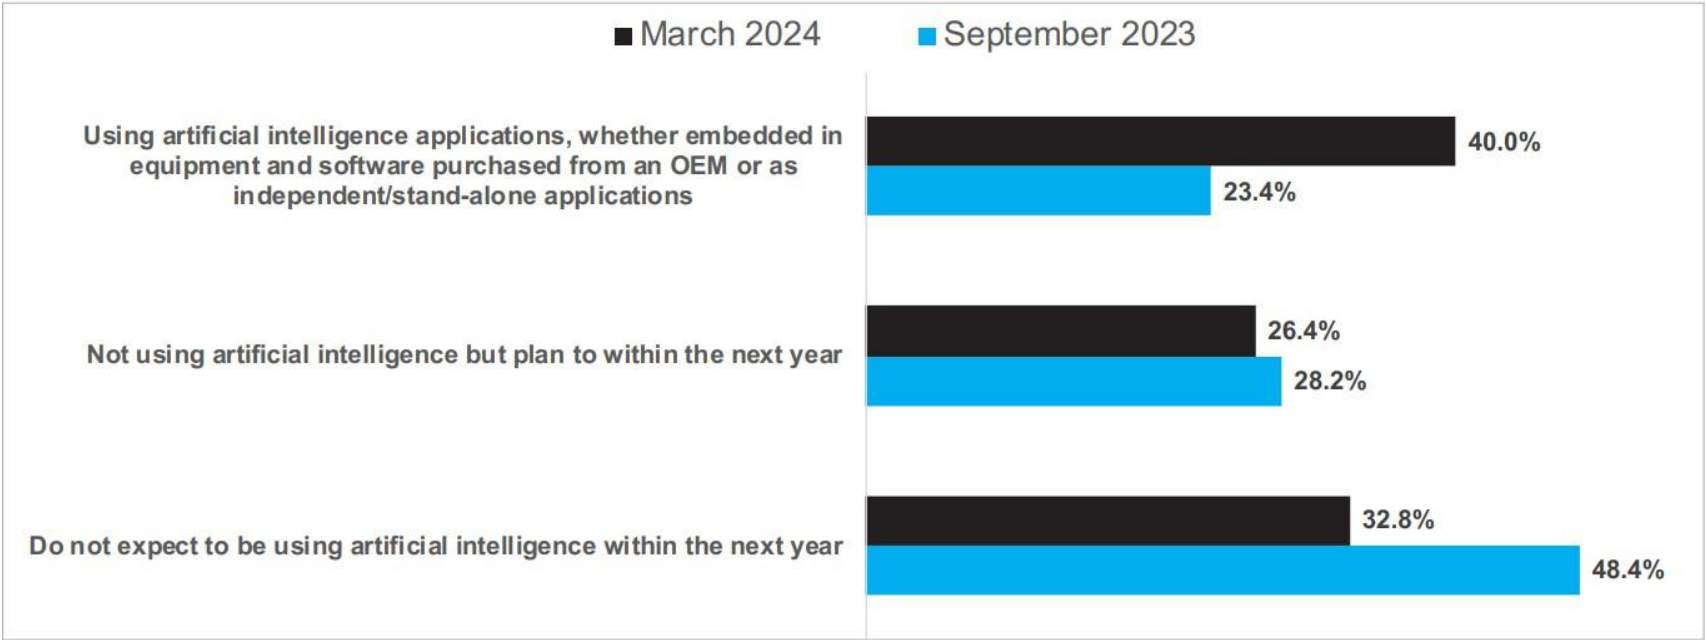 March 2024 September 2023
Using artificial intelligence applications, whether embedded in
equipment and software purchased from an OEM or as
independent/stand-alone applications
40.0%
23.4%
Not using artificial intelligence but plan to within the next year
26.4%
28.2%
Do not expect to be using artificial intelligence within the next year
32.8%
48.4%